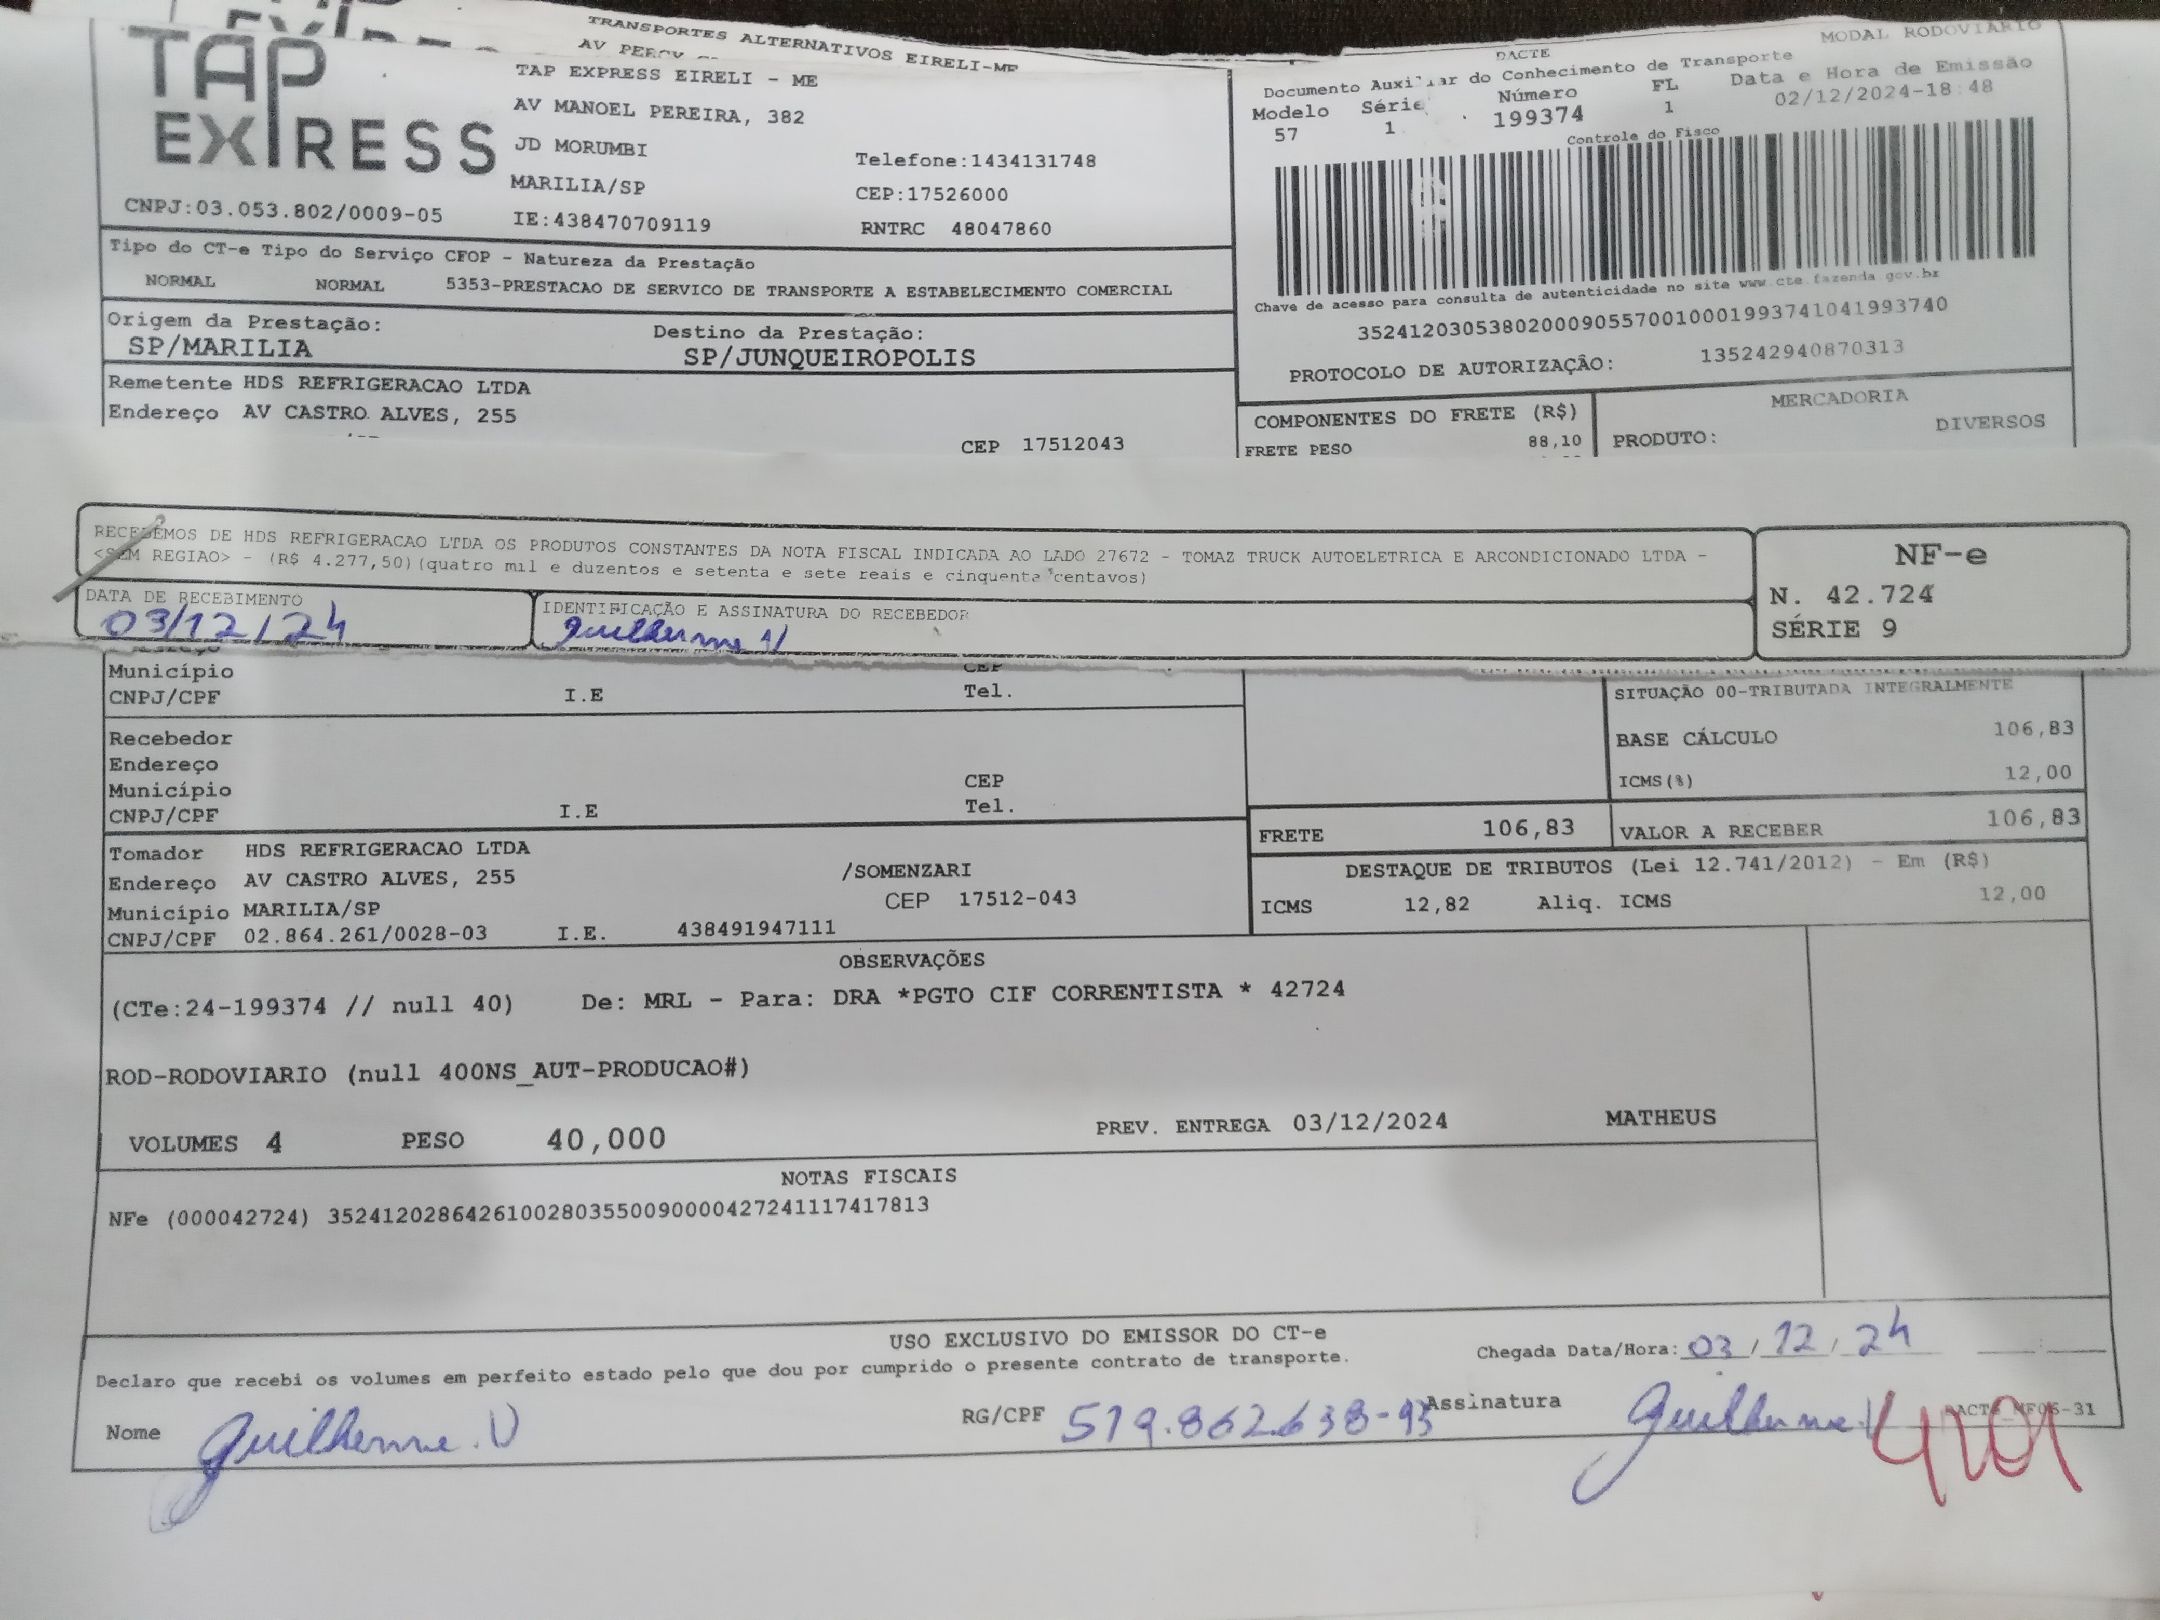 TRANSPORTES ALTERNATIVOS EIRELI-ME
AV PERCY
TAP EXPRESS
TAP EXPRESS EIRELI - ME
AV MANOEL PEREIRA, 382
JD MORUMBI
Telefone:1434131748
MARILIA/SP
CEP:17526000
CNPJ:03.053.802/0009-05
IE:438470709119
RNTRC 48047860
DACTE
MODAL RODOVIARIO
Documento Auxiliar do Conhecimento de Transporte
Modelo Série Número FL Data e Hora de Emissão
57 1 199374 1 02/12/2024-18:48
Controle do Fisco
Chave de acesso para consulta de autenticidade no site www.cte.fazenda.gov.br
35241203053802000905570010001993741041993740
PROTOCOLO DE AUTORIZAÇÃO: 135242940870313
Tipo do CT-e Tipo do Serviço CFOP - Natureza da Prestação
NORMAL NORMAL 5353-PRESTACAO DE SERVICO DE TRANSPORTE A ESTABELECIMENTO COMERCIAL
Origem da Prestação: Destino da Prestação:
SP/MARILIA SP/JUNQUEIROPOLIS
Remetente HDS REFRIGERACAO LTDA
Endereço AV CASTRO ALVES, 255
CEP 17512043
COMPONENTES DO FRETE (R$) MERCADORIA
FRETE PESO 88,10 PRODUTO: DIVERSOS
RECEBEMOS DE HDS REFRIGERACAO LTDA OS PRODUTOS CONSTANTES DA NOTA FISCAL INDICADA AO LADO 27672 - TOMAZ TRUCK AUTOELETRICA E ARCONDICIONADO LTDA -
<SEM REGIAO> - (R$ 4.277,50)(quatro mil e duzentos e setenta e sete reais e cinquenta centavos)
DATA DE RECEBIMENTO
03/12/24
IDENTIFICAÇÃO E ASSINATURA DO RECEBEDOR
Guilherme V
NF-e
N. 42.724
SÉRIE 9
Município CEP
CNPJ/CPF I.E Tel.
Recebedor
Endereço
Município CEP
CNPJ/CPF I.E Tel.
SITUAÇÃO 00-TRIBUTADA INTEGRALMENTE
BASE CÁLCULO 106,83
ICMS(%) 12,00
FRETE 106,83 VALOR A RECEBER 106,83
Tomador HDS REFRIGERACAO LTDA
Endereço AV CASTRO ALVES, 255 /SOMENZARI
Município MARILIA/SP CEP 17512-043
CNPJ/CPF 02.864.261/0028-03 I.E. 438491947111
DESTAQUE DE TRIBUTOS (Lei 12.741/2012) - Em (R$)
ICMS 12,82 Aliq. ICMS 12,00
OBSERVAÇÕES
(CTe:24-199374 // null 40) De: MRL - Para: DRA *PGTO CIF CORRENTISTA * 42724
ROD-RODOVIARIO (null 400NS_AUT-PRODUCAO#)
VOLUMES 4 PESO 40,000 PREV. ENTREGA 03/12/2024 MATHEUS
NOTAS FISCAIS
NFe (000042724) 35241202864261002803550090000427241117417813
USO EXCLUSIVO DO EMISSOR DO CT-e
Declaro que recebi os volumes em perfeito estado pelo que dou por cumprido o presente contrato de transporte.
Chegada Data/Hora: 03/12/24
Nome Guilherme.V RG/CPF 519.862.638-93 Assinatura Guilherme.V